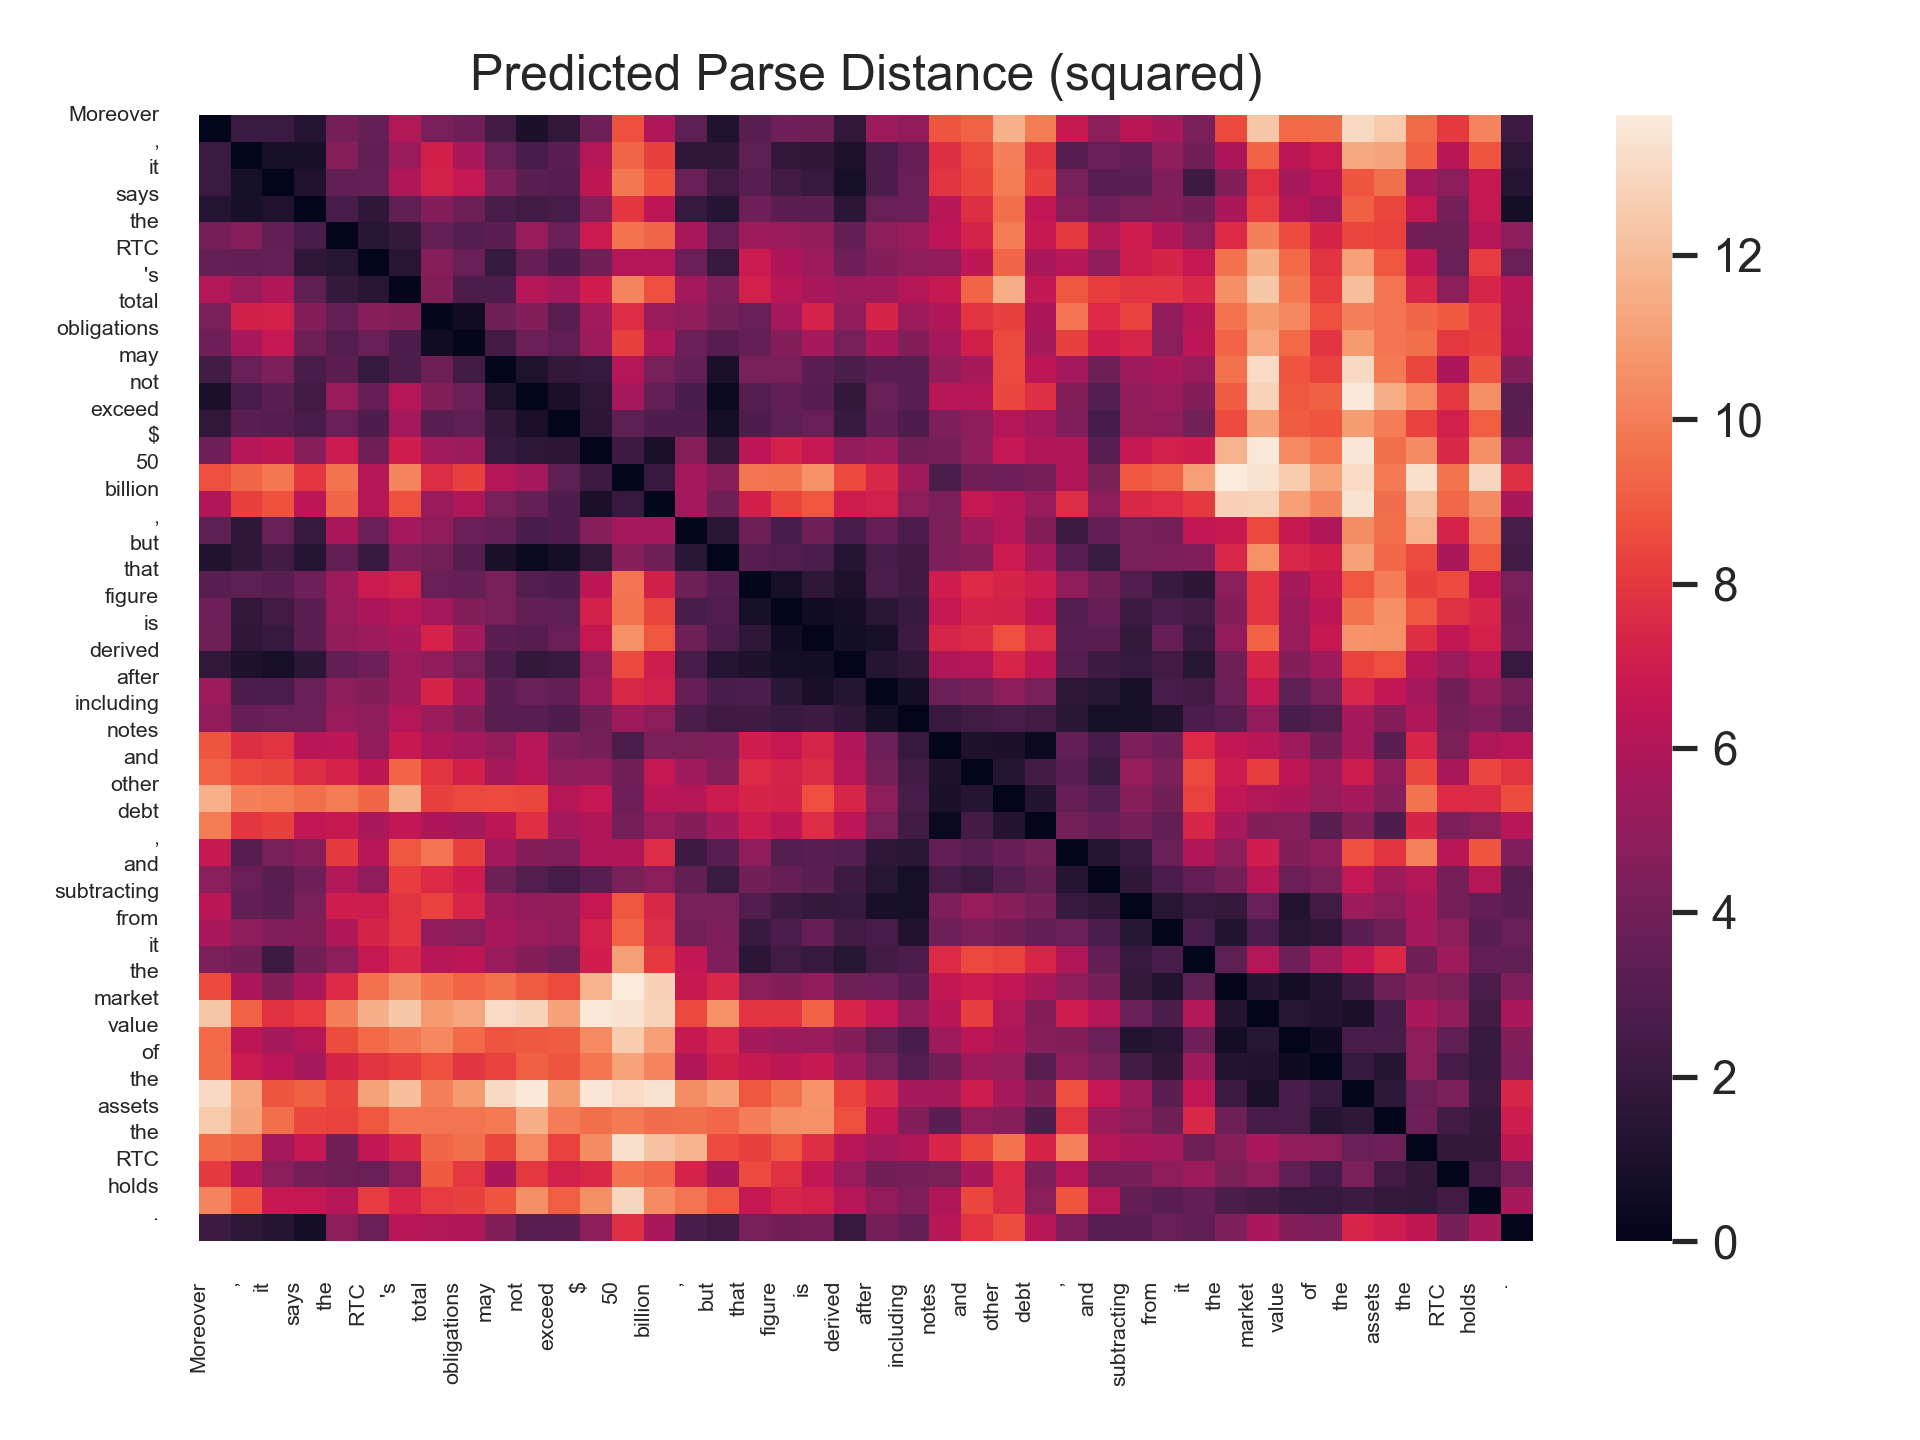 Predicted Parse Distance (squared)
Moreover
,
it
says
the
RTC
's
total
obligations
may
not
exceed
$
50
billion
,
but
that
figure
is
derived
after
including
notes
and
other
debt
,
and
subtracting
from
it
the
market
value
of
the
assets
the
RTC
holds
.
12
10
8
6
4
2
0
Moreover
,
it
says
the
RTC
's
total
obligations
may
not
exceed
$
50
billion
,
but
that
figure
is
derived
after
including
notes
and
other
debt
,
and
subtracting
from
it
the
market
value
of
the
assets
the
RTC
holds
.